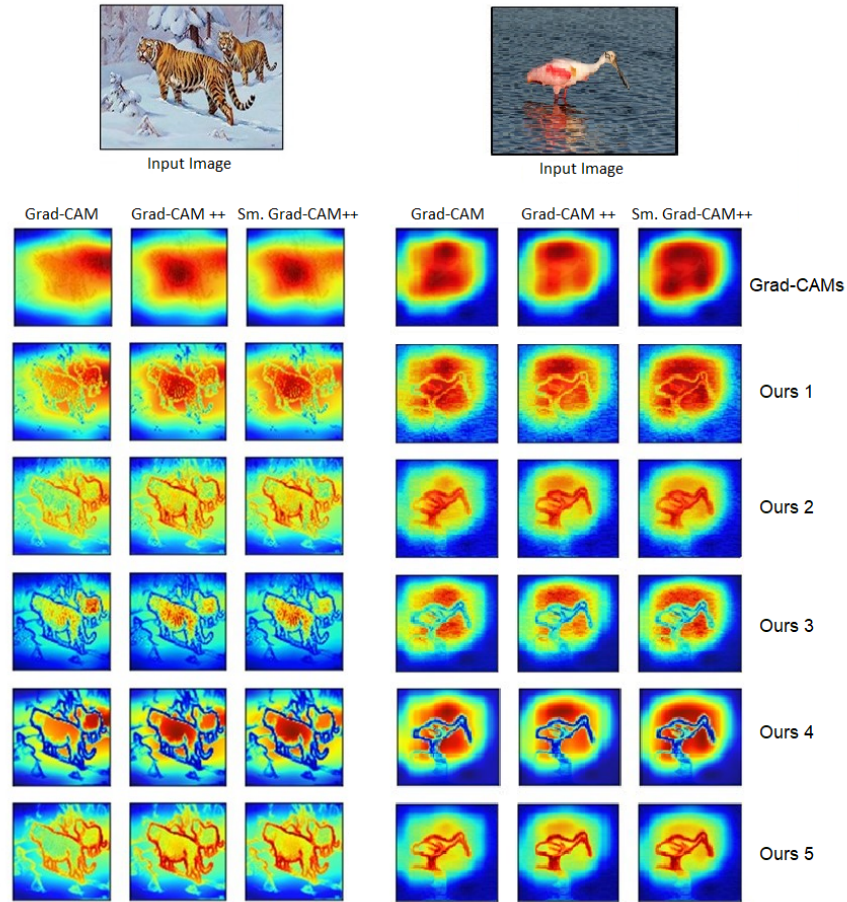 Input Image
Input Image
Grad-CAM Grad-CAM ++ Sm. Grad-CAM++ Grad-CAM Grad-CAM ++ Sm. Grad-CAM++
Grad-CAMs
Ours 1
Ours 2
Ours 3
Ours 4
Ours 5